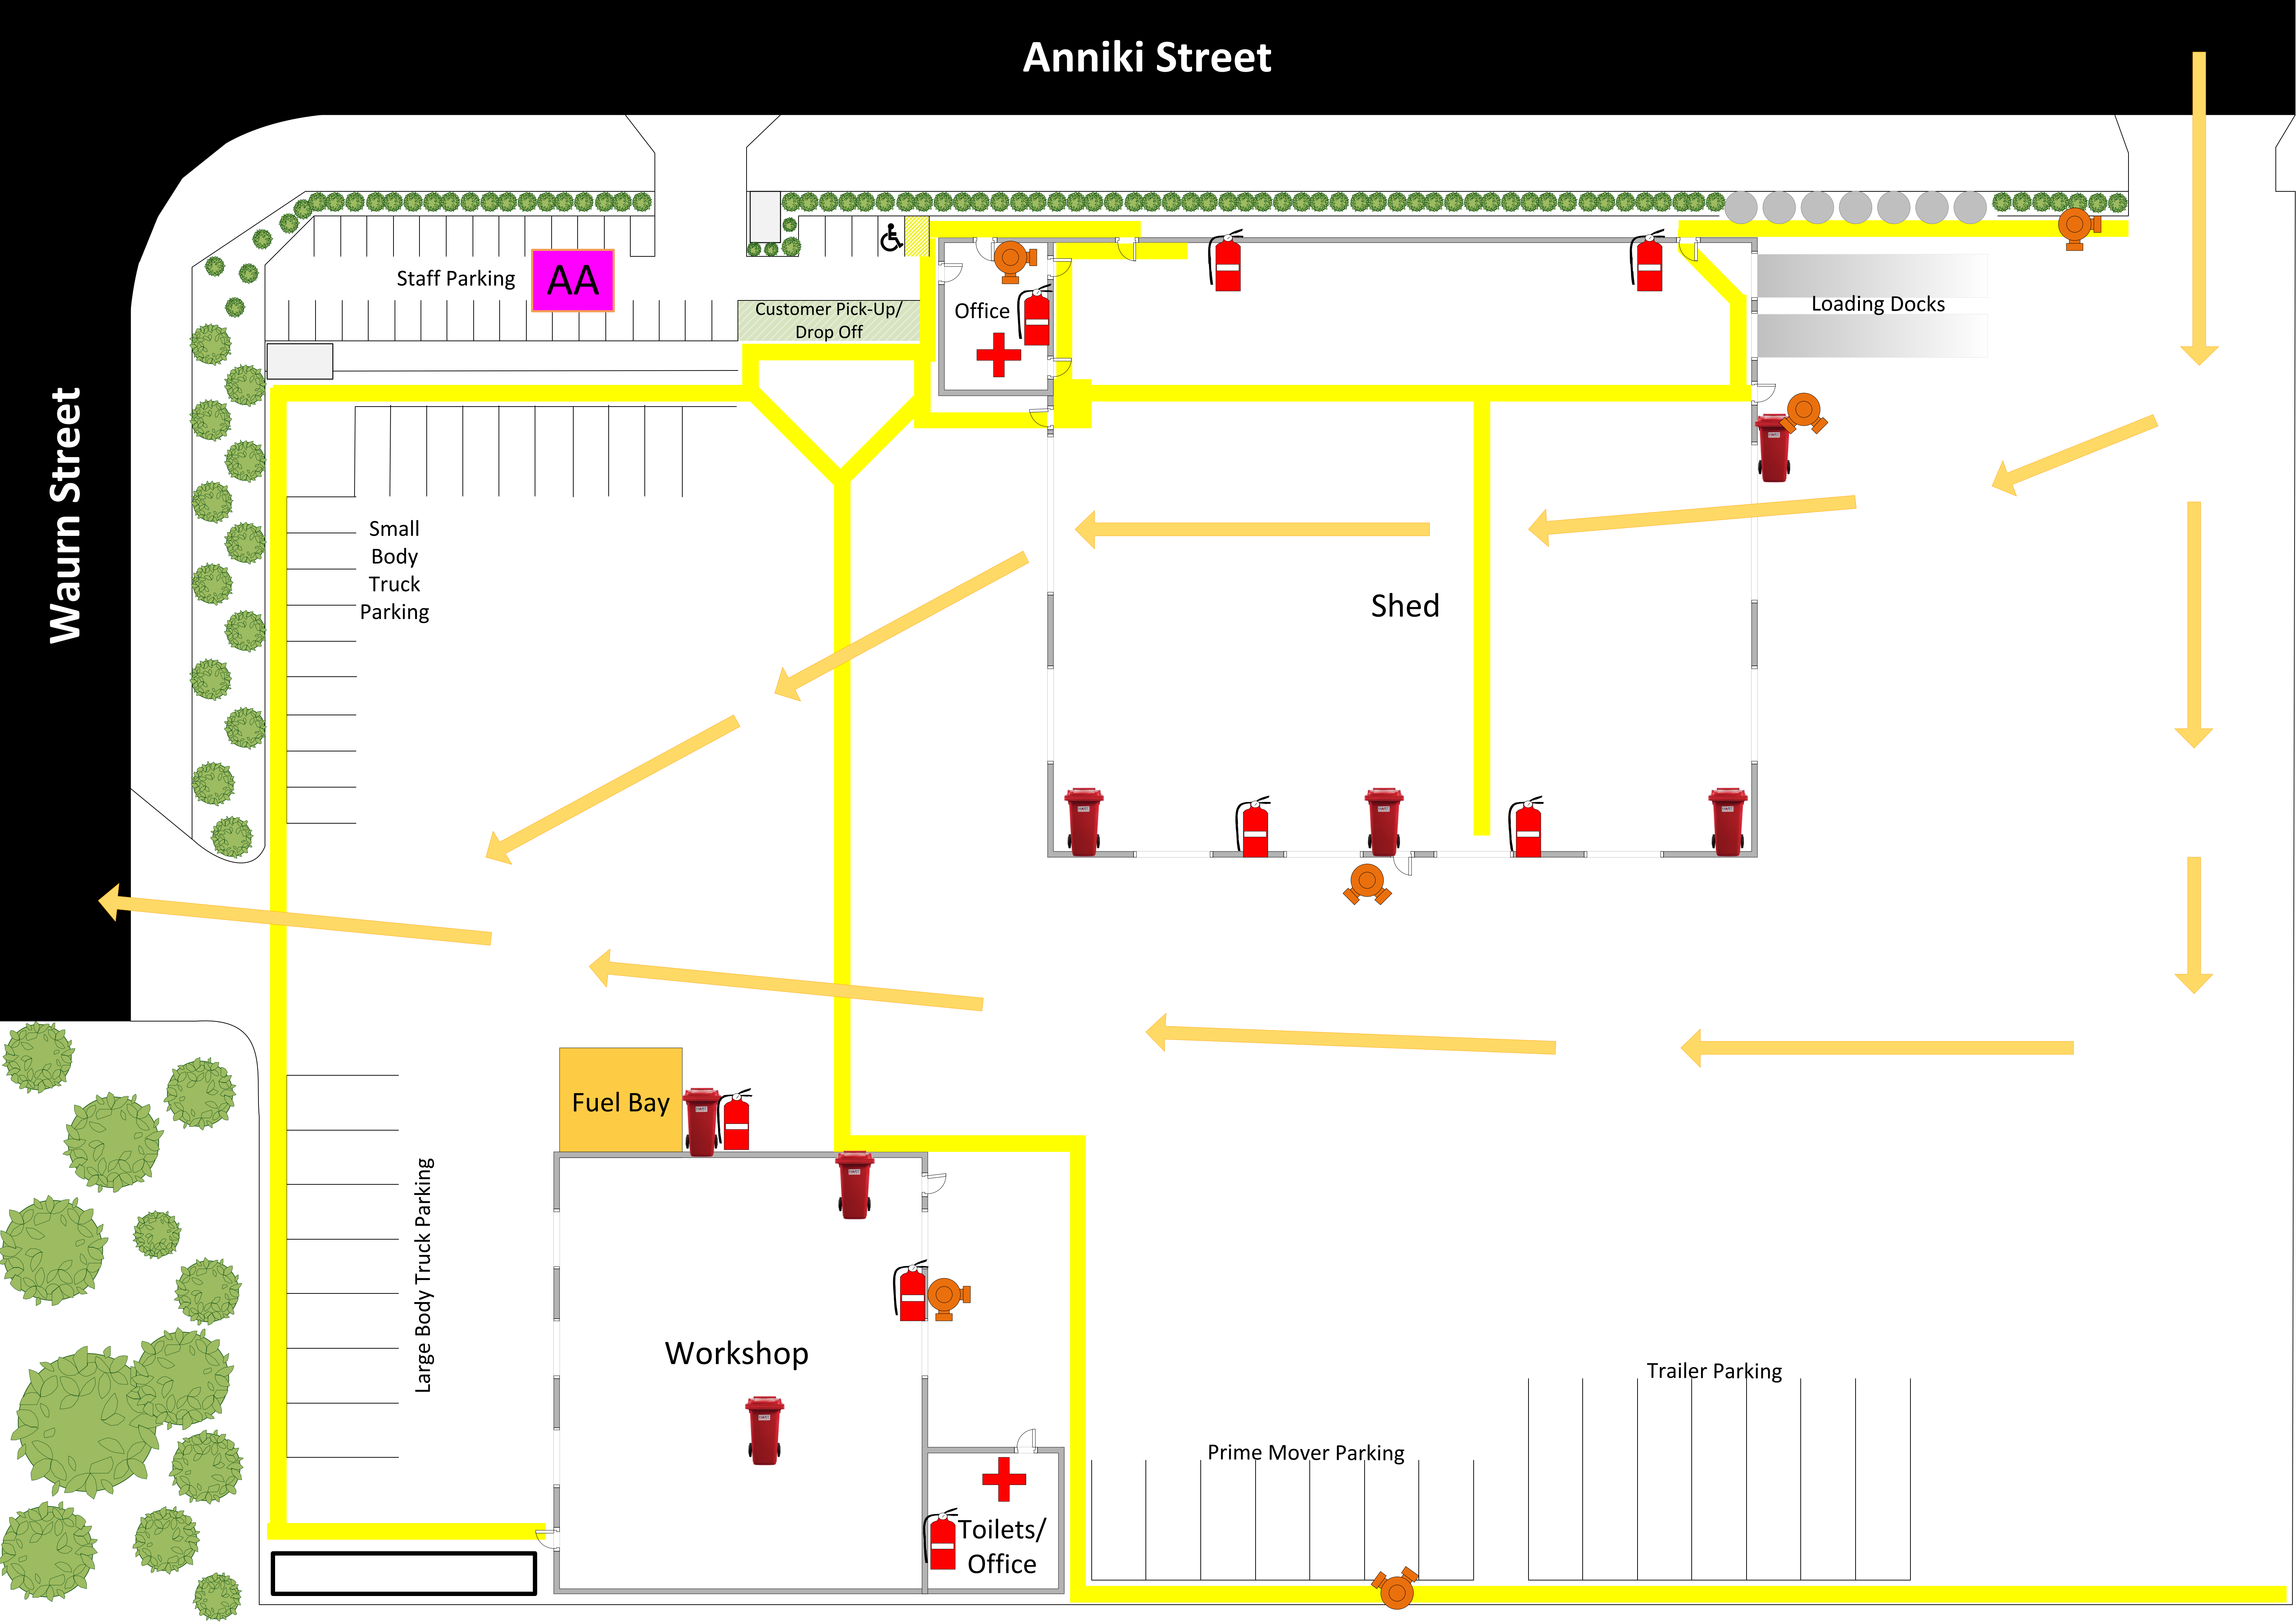 Anniki Street
Waurn Street
Staff Parking
AA
Customer Pick-Up/
Drop Off
Office
Loading Docks
Small
Body
Truck
Parking
Shed
Fuel Bay
Large Body Truck Parking
Workshop
Trailer Parking
Prime Mover Parking
Toilets/
Office